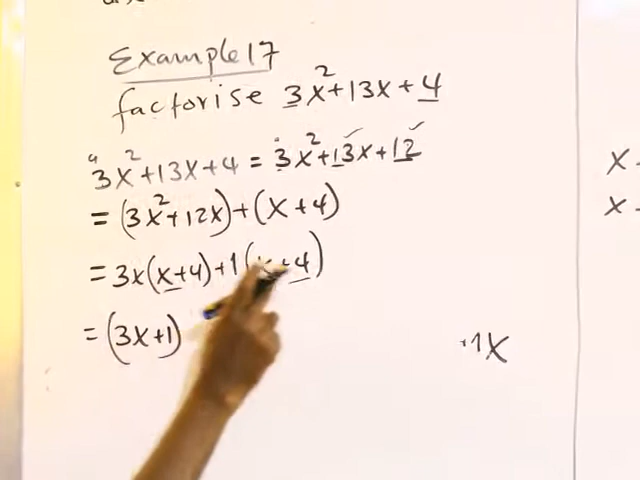 Example 17
factorise 3x²+13x+4
3x²+13x+4 = 3x²+13x+12
= (3x²+12x)+(x+4)
= 3x(x+4)+1(x+4)
= (3x+1)
+1x
x
x